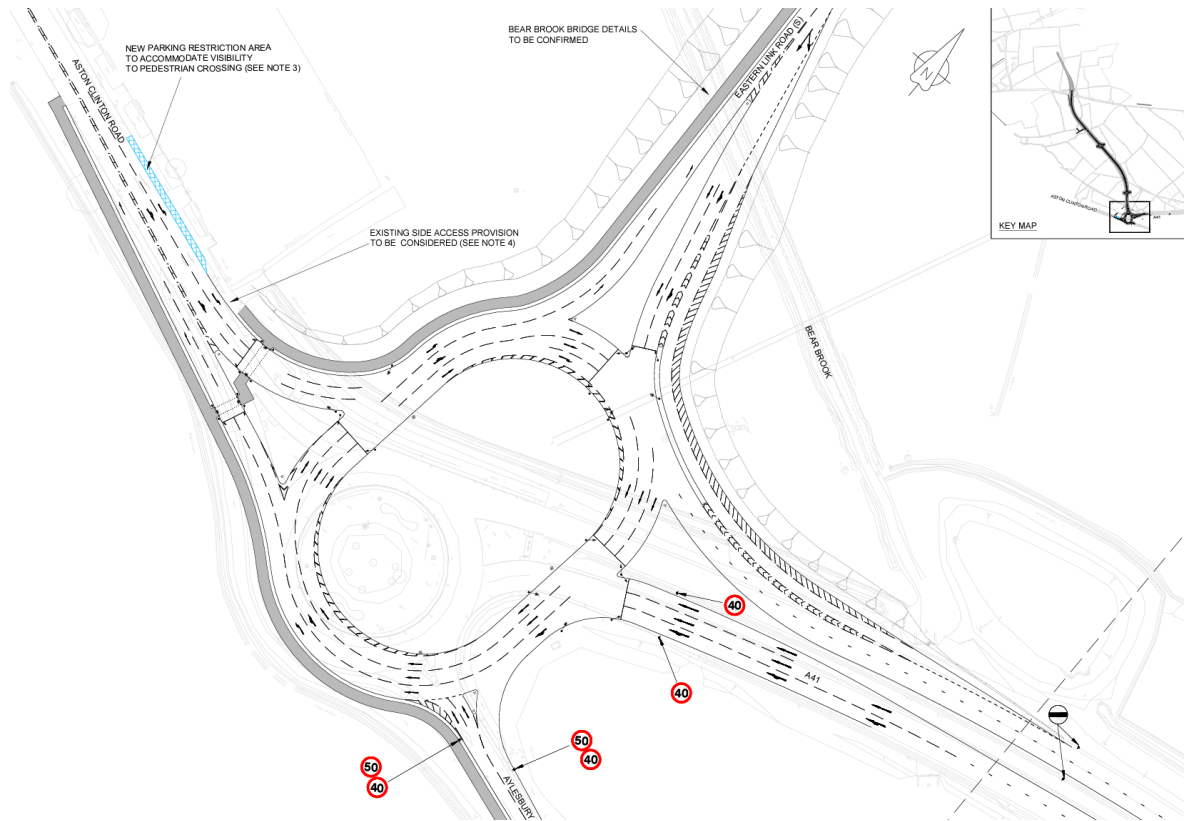 NEW PARKING RESTRICTION AREA
TO ACCOMMODATE VISIBILITY
TO PEDESTRIAN CROSSING (SEE NOTE 3)
BEAR BROOK BRIDGE DETAILS
TO BE CONFIRMED
EASTERN LINK ROAD (S)
N
ASTON CLINTON ROAD
ASTON CLINTON ROAD
A41
KEY MAP
EXISTING SIDE ACCESS PROVISION
TO BE CONSIDERED (SEE NOTE 4)
BEAR BROOK
40
40
A41
50
40
50
40
AYLESBURY